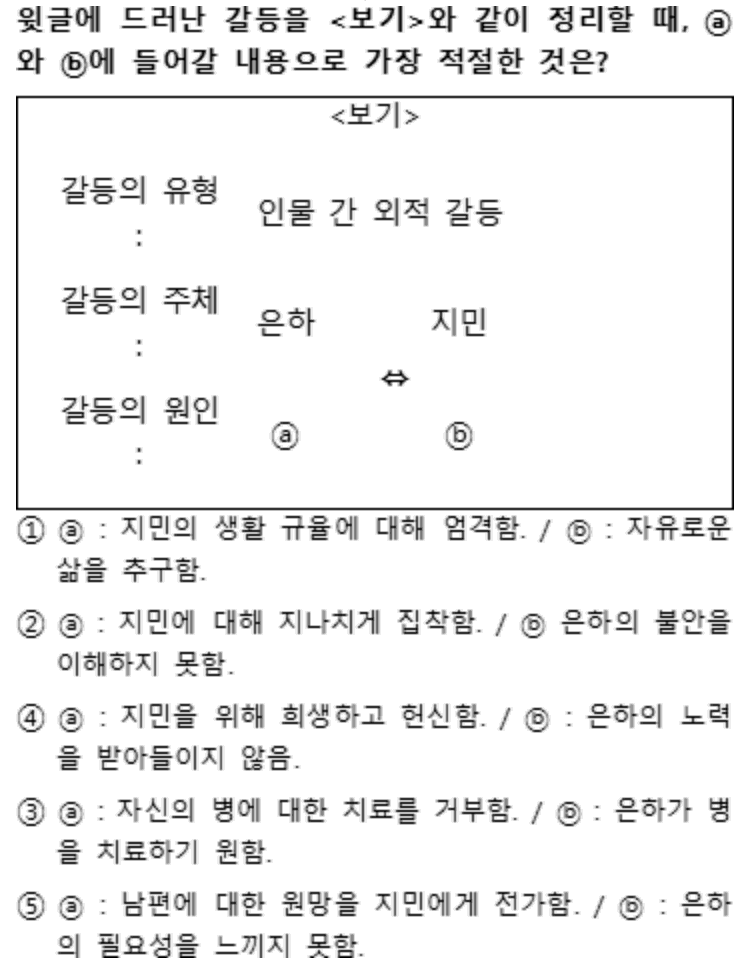 윗글에 드러난 갈등을 <보기>와 같이 정리할 때, ⓐ
와 ⓑ에 들어갈 내용으로 가장 적절한 것은?
<보기>
갈등의 유형
:
인물 간 외적 갈등
갈등의 주체
:
은하 지민
⇔
갈등의 원인
:
ⓐ ⓑ
① ⓐ : 지민의 생활 규율에 대해 엄격함. / ⓑ : 자유로운
삶을 추구함.
② ⓐ : 지민에 대해 지나치게 집착함. / ⓑ 은하의 불안을
이해하지 못함.
④ ⓐ : 지민을 위해 희생하고 헌신함. / ⓑ : 은하의 노력
을 받아들이지 않음.
③ ⓐ : 자신의 병에 대한 치료를 거부함. / ⓑ : 은하가 병
을 치료하기 원함.
⑤ ⓐ : 남편에 대한 원망을 지민에게 전가함. / ⓑ : 은하
의 필요성을 느끼지 못함.